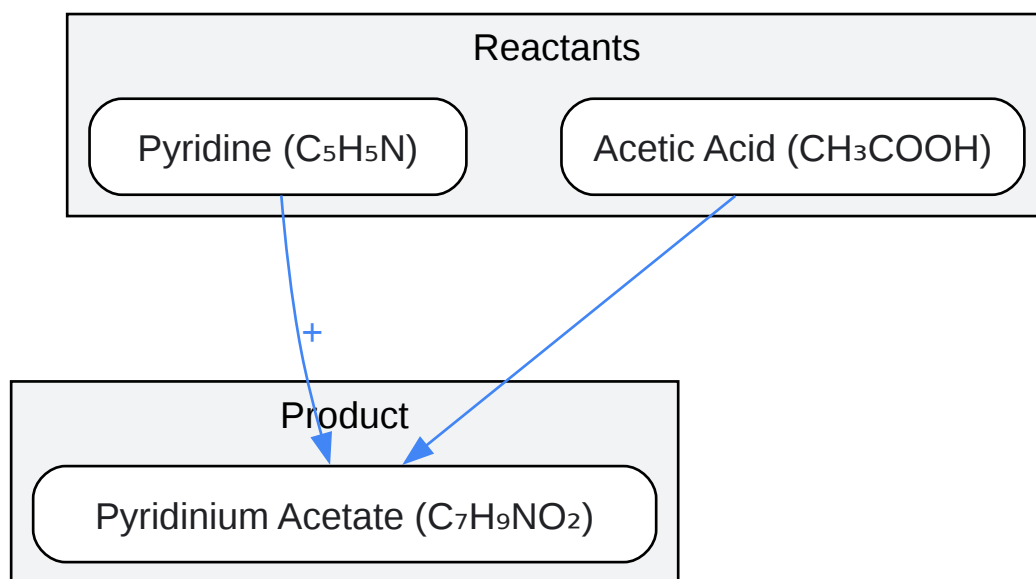 Reactants
Pyridine (C₅H₅N)
Acetic Acid (CH₃COOH)
+
Product
Pyridinium Acetate (C₇H₉NO₂)